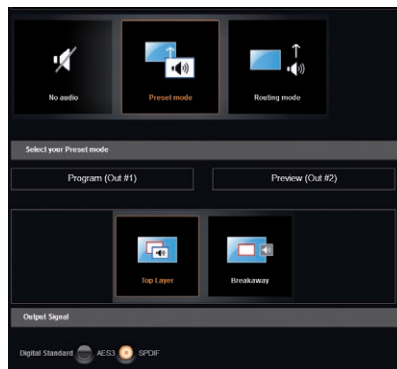 No audio Preset mode Routing mode
Select your Preset mode
Program (Out #1) Preview (Out #2)
Top Layer Breakaway
Output Signal
Digital Standard AES3 SPDIF